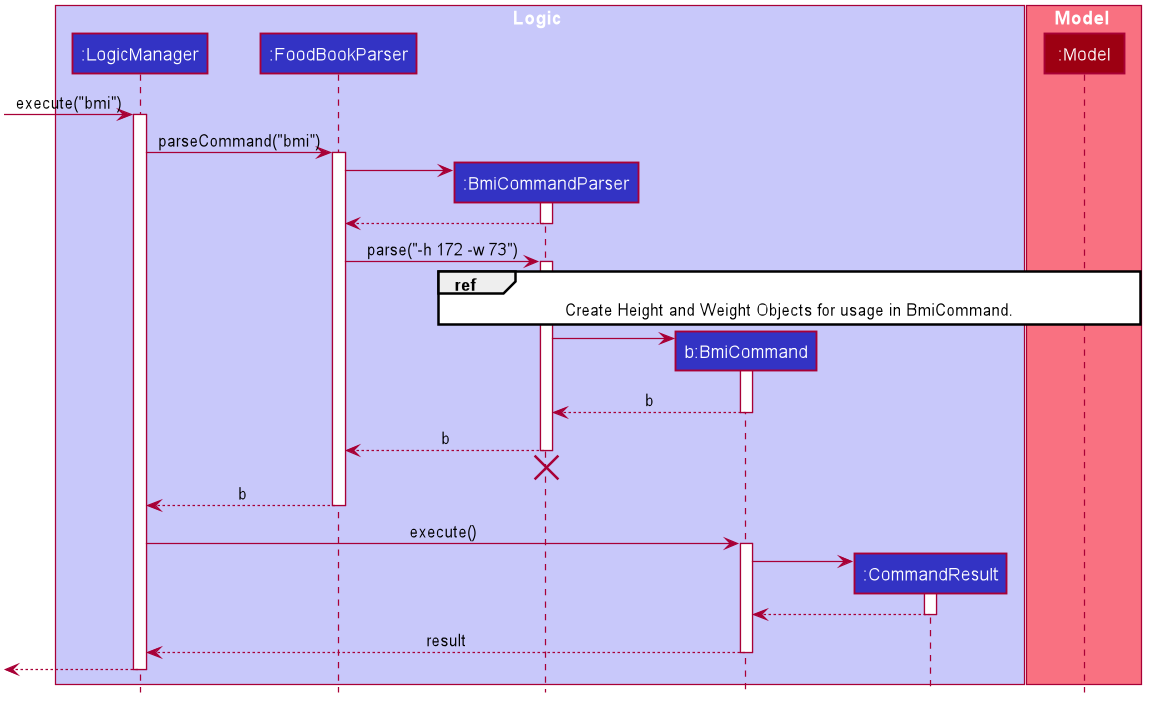 Logic
Model
:LogicManager
:FoodBookParser
:Model
execute("bmi")
parseCommand("bmi")
:BmiCommandParser
parse("-h 172 -w 73")
ref
Create Height and Weight Objects for usage in BmiCommand.
b:BmiCommand
b
b
b
execute()
:CommandResult
result